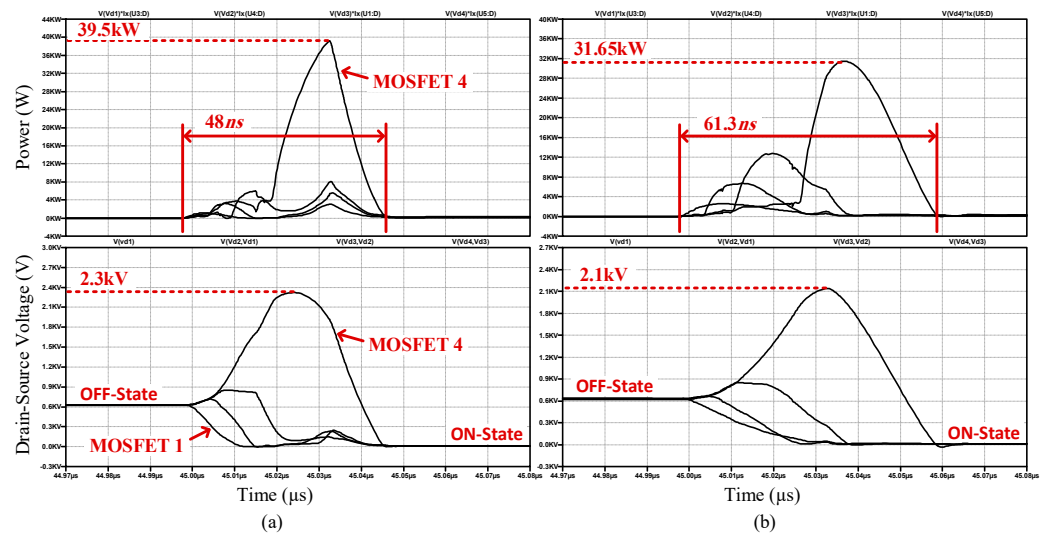 V(Vd1)*Ix(U3:D) V(Vd2)*Ix(U4:D) V(Vd3)*Ix(U1:D) V(Vd4)*Ix(U5:D)
40KW
36KW
32KW
28KW
24KW
20KW
16KW
12KW
8KW
4KW
0KW
-4KW
Power (W)
39.5kW
MOSFET 4
48ns
V(vd1) V(Vd2,Vd1) V(Vd3,Vd2) V(Vd4,Vd3)
3.0KV
2.7KV
2.4KV
2.1KV
1.8KV
1.5KV
1.2KV
0.9KV
0.6KV
0.3KV
0.0KV
-0.3KV
Drain-Source Voltage (V)
2.3kV
MOSFET 4
OFF-State
MOSFET 1
ON-State
44.97µs 44.98µs 44.99µs 45.00µs 45.01µs 45.02µs 45.03µs 45.04µs 45.05µs 45.06µs 45.07µs 45.08µs
Time (µs)
(a)
V(Vd1)*Ix(U3:D) V(Vd2)*Ix(U4:D) V(Vd3)*Ix(U1:D) V(Vd4)*Ix(U5:D)
40KW
36KW
32KW
28KW
24KW
20KW
16KW
12KW
8KW
4KW
0KW
-4KW
31.65kW
61.3ns
V(vd1) V(Vd2,Vd1) V(Vd3,Vd2) V(Vd4,Vd3)
2.7KV
2.4KV
2.1KV
1.8KV
1.5KV
1.2KV
0.9KV
0.6KV
0.3KV
0.0KV
-0.3KV
2.1kV
OFF-State
ON-State
44.97µs 44.98µs 44.99µs 45.00µs 45.01µs 45.02µs 45.03µs 45.04µs 45.05µs 45.06µs 45.07µs 45.08µs
Time (µs)
(b)